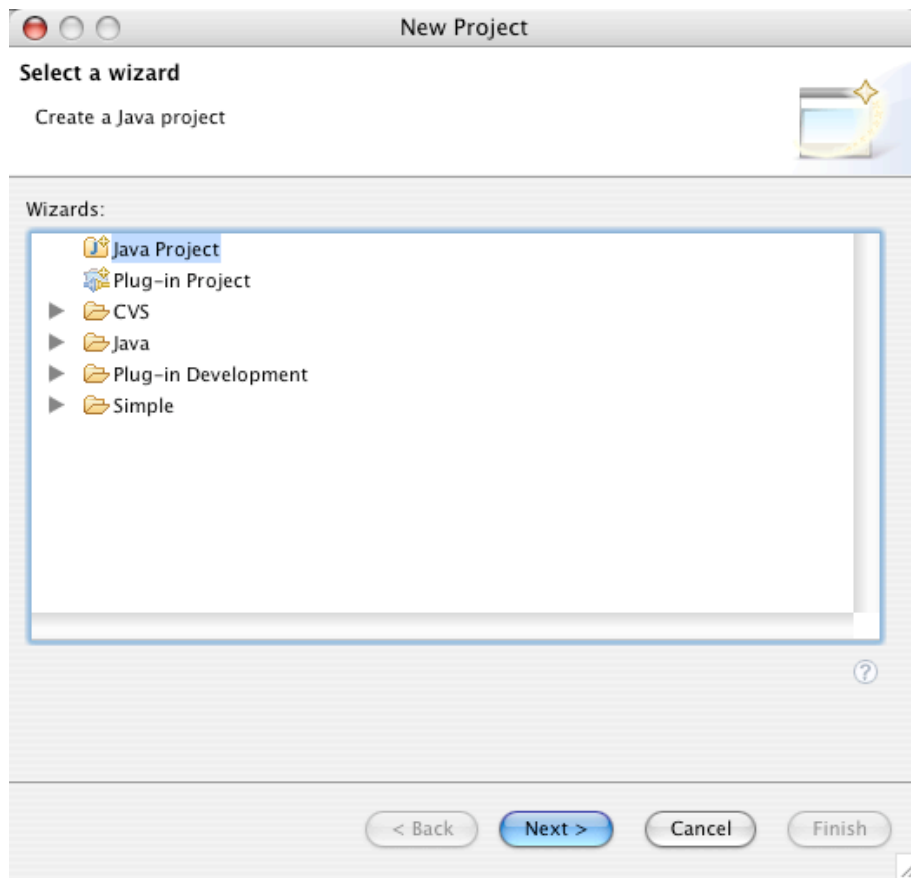 New Project
Select a wizard
Create a Java project
Wizards:
Java Project
Plug-in Project
CVS
Java
Plug-in Development
Simple
?
< Back Next > Cancel Finish